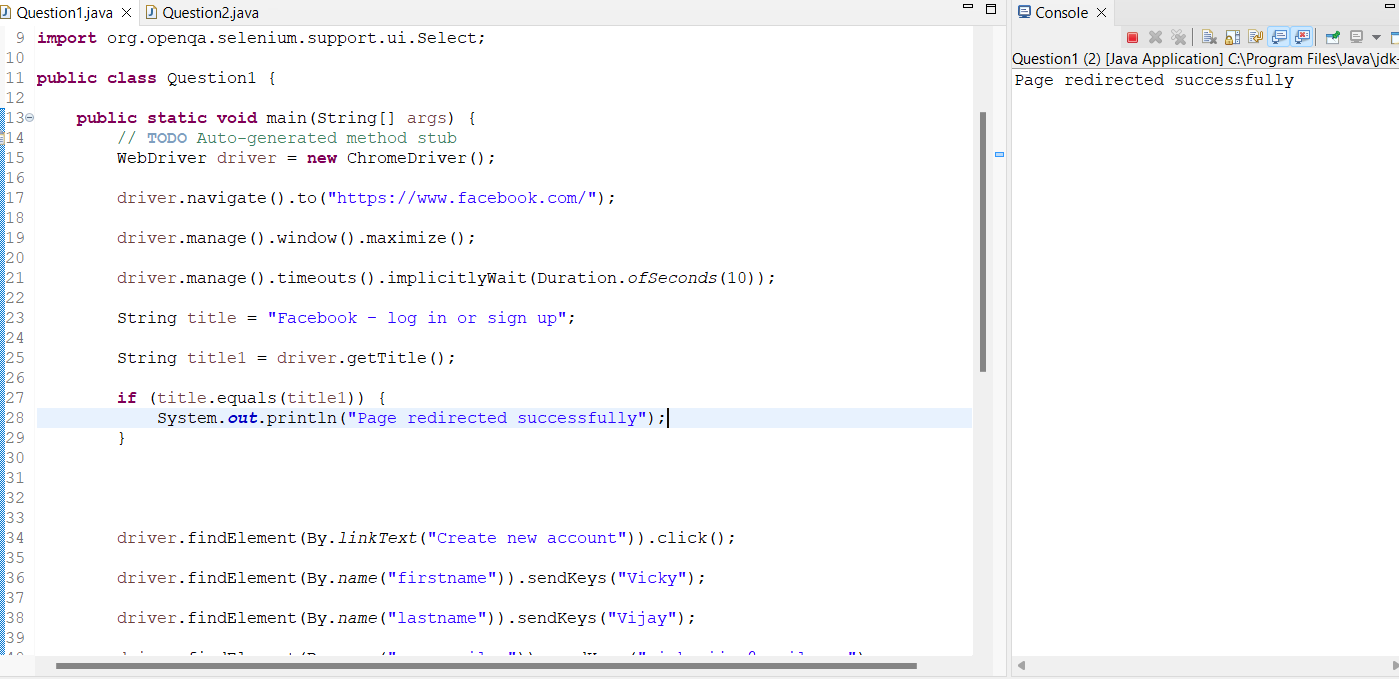 Question1.java
Question2.java
9 import org.openqa.selenium.support.ui.Select;
10
11 public class Question1 {
12
13 public static void main(String[] args) {
14 // TODO Auto-generated method stub
15 WebDriver driver = new ChromeDriver();
16
17 driver.navigate().to("https://www.facebook.com/");
18
19 driver.manage().window().maximize();
20
21 driver.manage().timeouts().implicitlyWait(Duration.ofSeconds(10));
22
23 String title = "Facebook – log in or sign up";
24
25 String title1 = driver.getTitle();
26
27 if (title.equals(title1)) {
28 System.out.println("Page redirected successfully");
29 }
30
31
32
33
34 driver.findElement(By.linkText("Create new account")).click();
35
36 driver.findElement(By.name("firstname")).sendKeys("Vicky");
37
38 driver.findElement(By.name("lastname")).sendKeys("Vijay");
39
Console
Question1 (2) [Java Application] C:\Program Files\Java\jdk-
Page redirected successfully